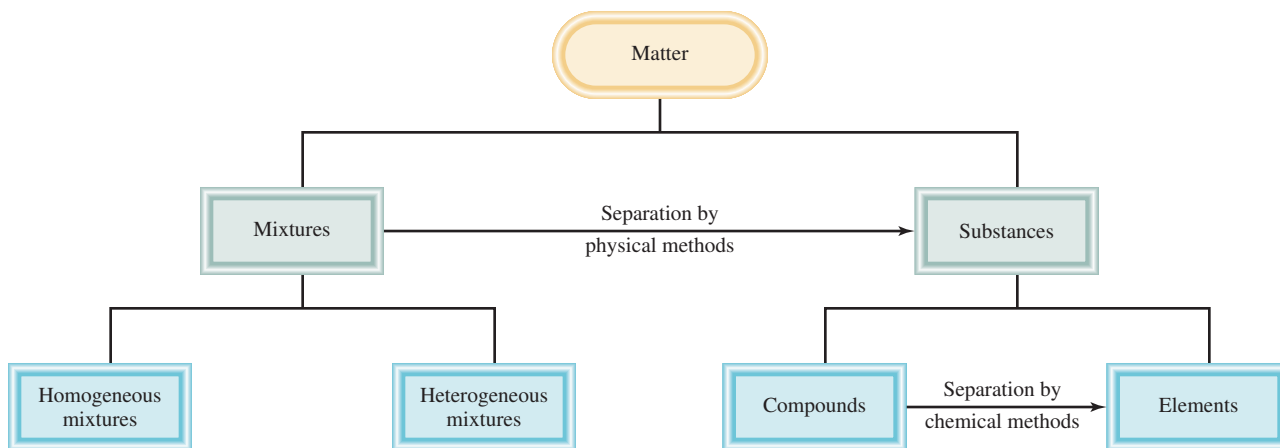 Matter
Mixtures
Separation by
physical methods
Substances
Homogeneous
mixtures
Heterogeneous
mixtures
Compounds
Separation by
chemical methods
Elements